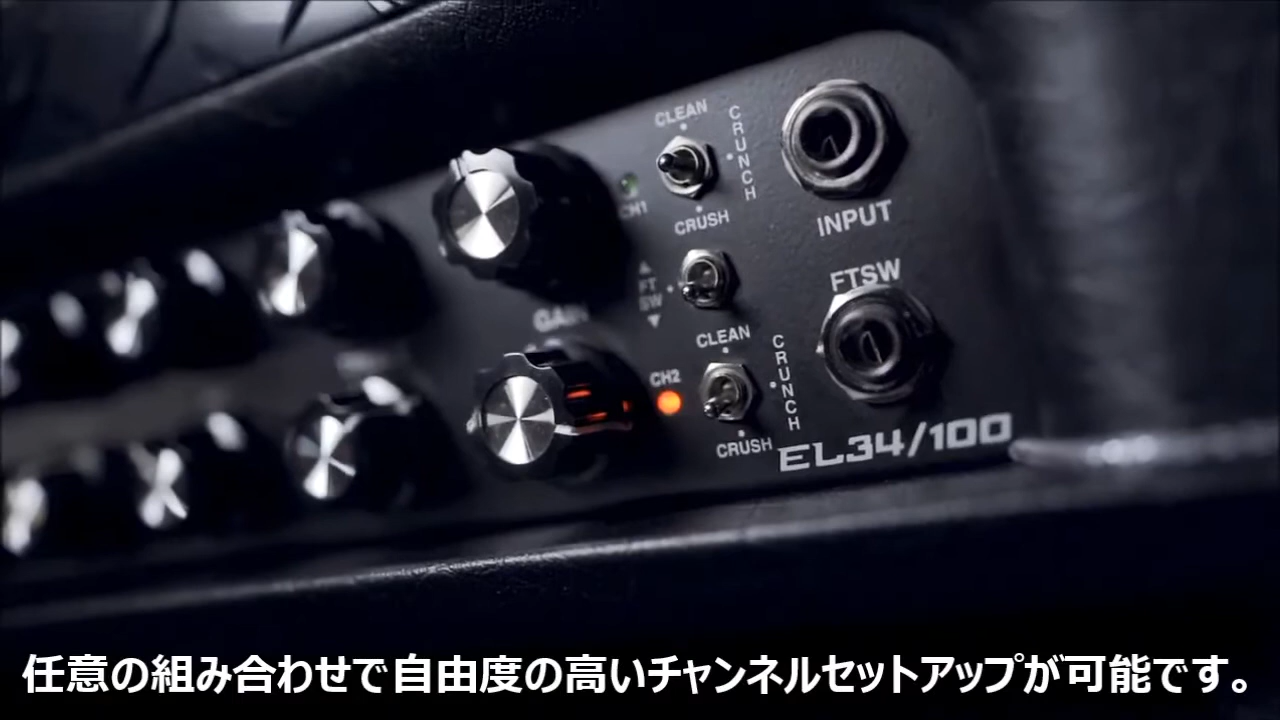 CLEAN
CRUNCH
CH1
CRUSH
INPUT
FT
SW
FTSW
GAIN
CLEAN
CRUNCH
CH2
CRUSH
EL34/100
任意の組み合わせで自由度の高いチャンネルセットアップが可能です。